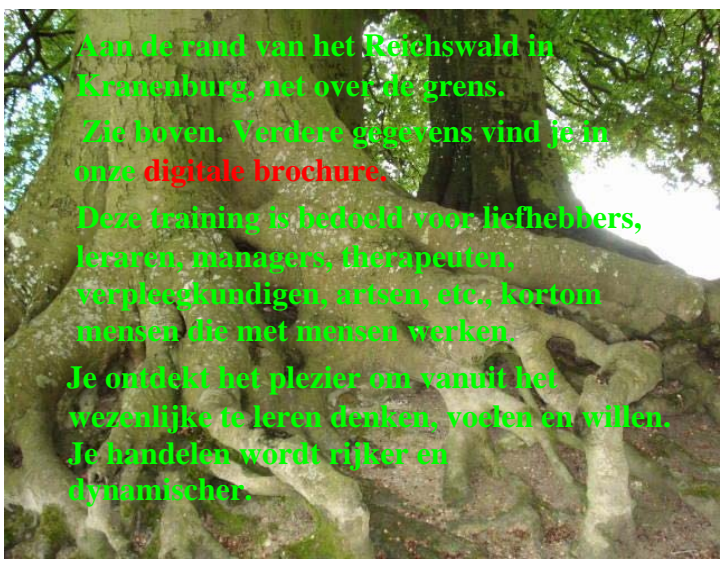 Aan de rand van het Reichswald in
Kranenburg, net over de grens.
Zie boven. Verdere gegevens vind je in
onze digitale brochure.
Deze training is bedoeld voor liefhebbers,
leraren, managers, therapeuten,
verpleegkundigen, artsen, etc., kortom
mensen die met mensen werken.
Je ontdekt het plezier om vanuit het
wezenlijke te leren denken, voelen en willen.
Je handelen wordt rijker en
dynamischer.